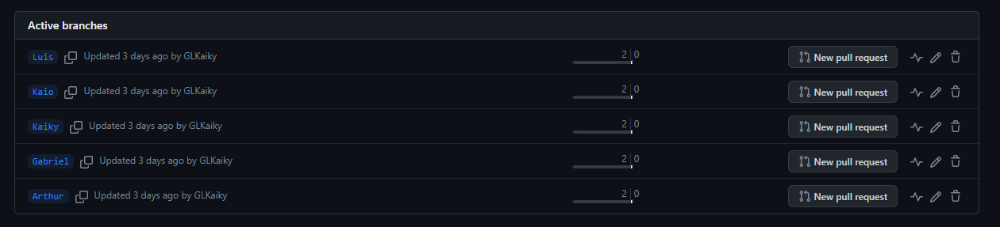 Active branches
Luis Updated 3 days ago by GLKaiky 2 | 0 New pull request
Kaio Updated 3 days ago by GLKaiky 2 | 0 New pull request
Kaiky Updated 3 days ago by GLKaiky 2 | 0 New pull request
Gabriel Updated 3 days ago by GLKaiky 2 | 0 New pull request
Arthur Updated 3 days ago by GLKaiky 2 | 0 New pull request